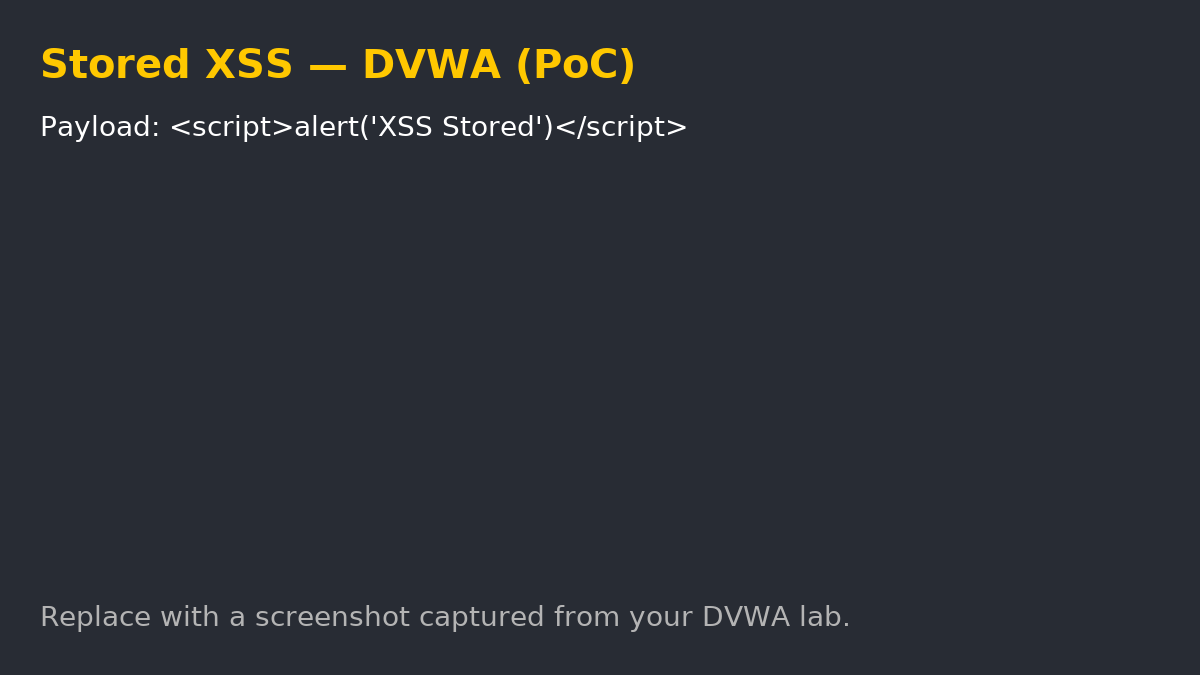 Stored XSS — DVWA (PoC)
Payload: <script>alert('XSS Stored')</script>
Replace with a screenshot captured from your DVWA lab.